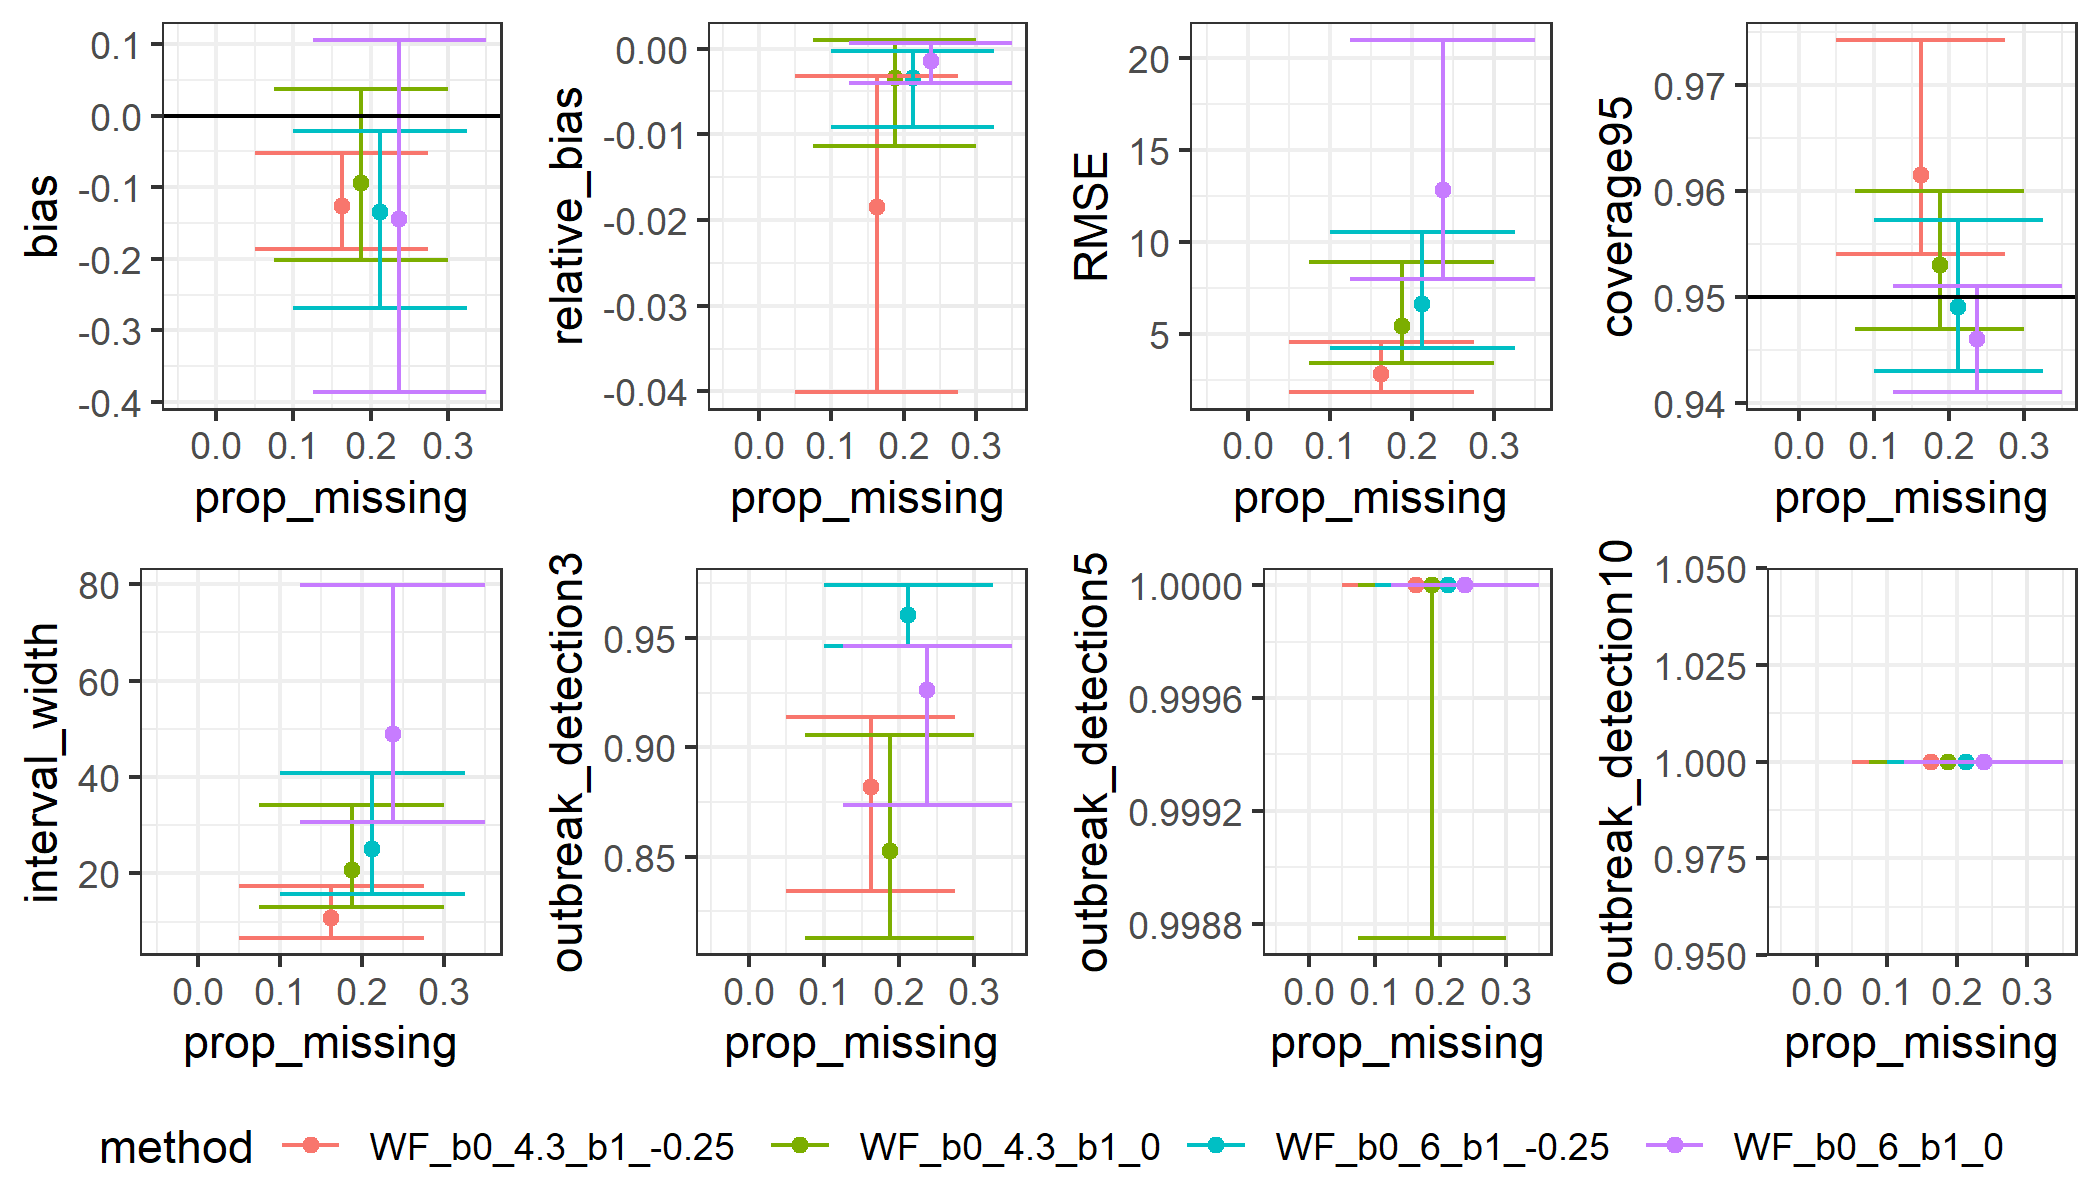 bias
0.1
0.0
-0.1
-0.2
-0.3
-0.4
0.0 0.1 0.2 0.3
prop_missing
relative_bias
0.00
-0.01
-0.02
-0.03
-0.04
0.0 0.1 0.2 0.3
prop_missing
RMSE
20
15
10
5
0.0 0.1 0.2 0.3
prop_missing
coverage95
0.97
0.96
0.95
0.94
0.0 0.1 0.2 0.3
prop_missing
interval_width
80
60
40
20
0.0 0.1 0.2 0.3
prop_missing
outbreak_detection3
0.95
0.90
0.85
0.0 0.1 0.2 0.3
prop_missing
outbreak_detection5
1.0000
0.9996
0.9992
0.9988
0.0 0.1 0.2 0.3
prop_missing
outbreak_detection10
1.050
1.025
1.000
0.975
0.950
0.0 0.1 0.2 0.3
prop_missing
method WF_b0_4.3_b1_-0.25 WF_b0_4.3_b1_0 WF_b0_6_b1_-0.25 WF_b0_6_b1_0